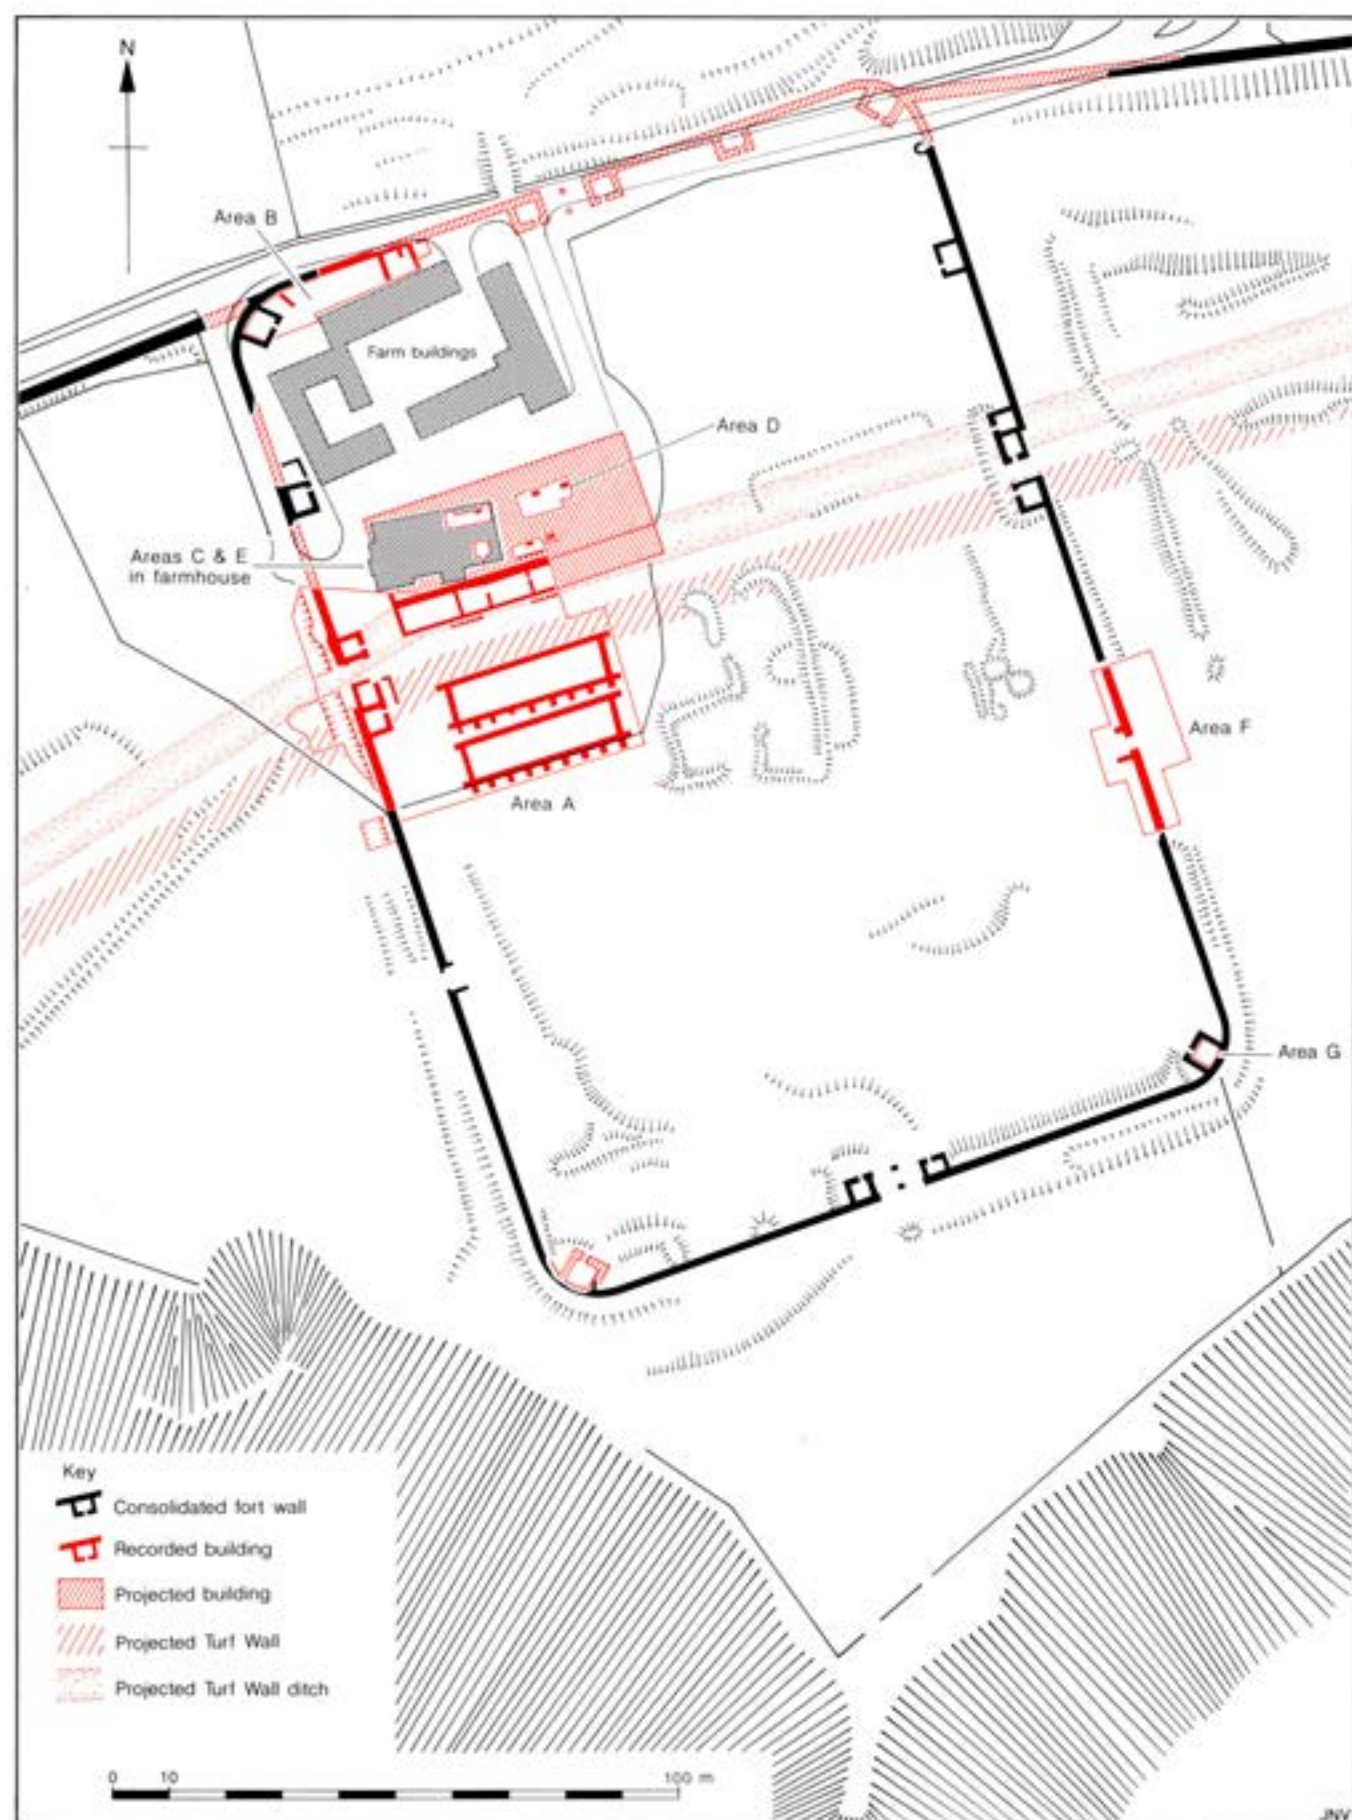 N
Area B
Farm buildings
Area D
Areas C & E
in farmhouse
Area F
Area A
Area G
Key
Consolidated fort wall
Recorded building
Projected building
Projected Turf Wall
Projected Turf Wall ditch
0 10 100 m